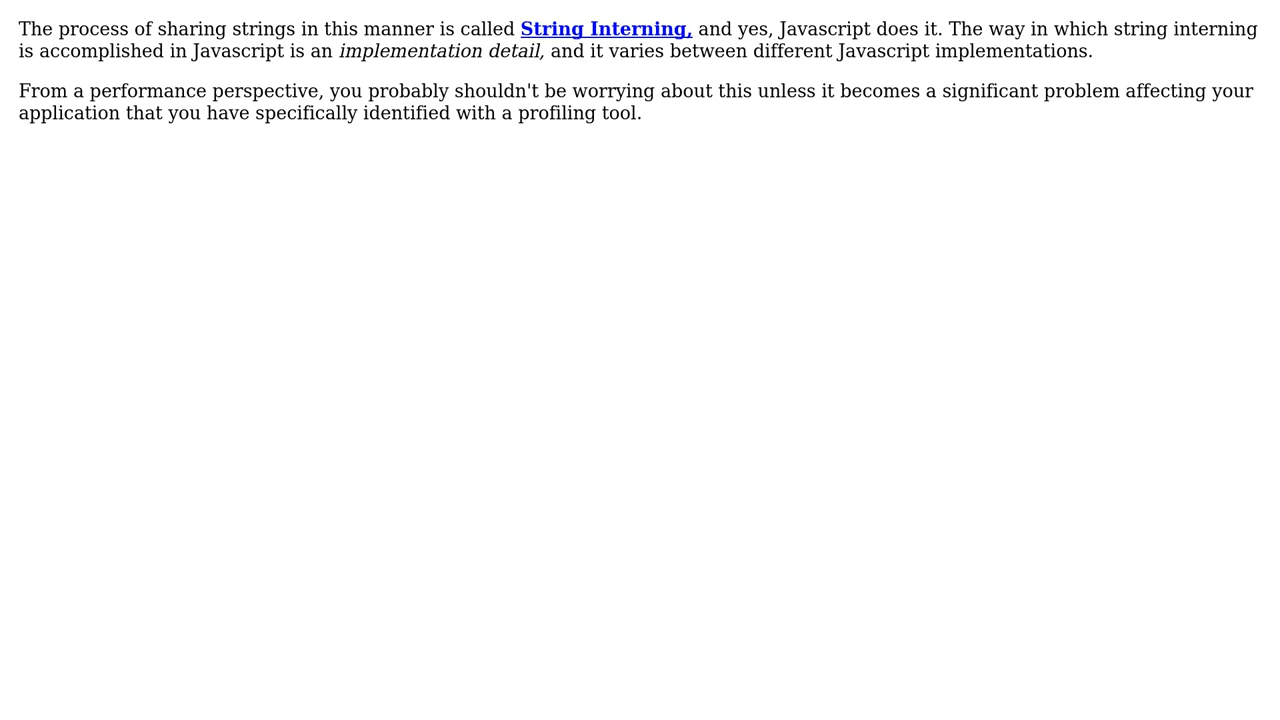 The process of sharing strings in this manner is called String Interning, and yes, Javascript does it. The way in which string interning
is accomplished in Javascript is an implementation detail, and it varies between different Javascript implementations.
From a performance perspective, you probably shouldn't be worrying about this unless it becomes a significant problem affecting your
application that you have specifically identified with a profiling tool.